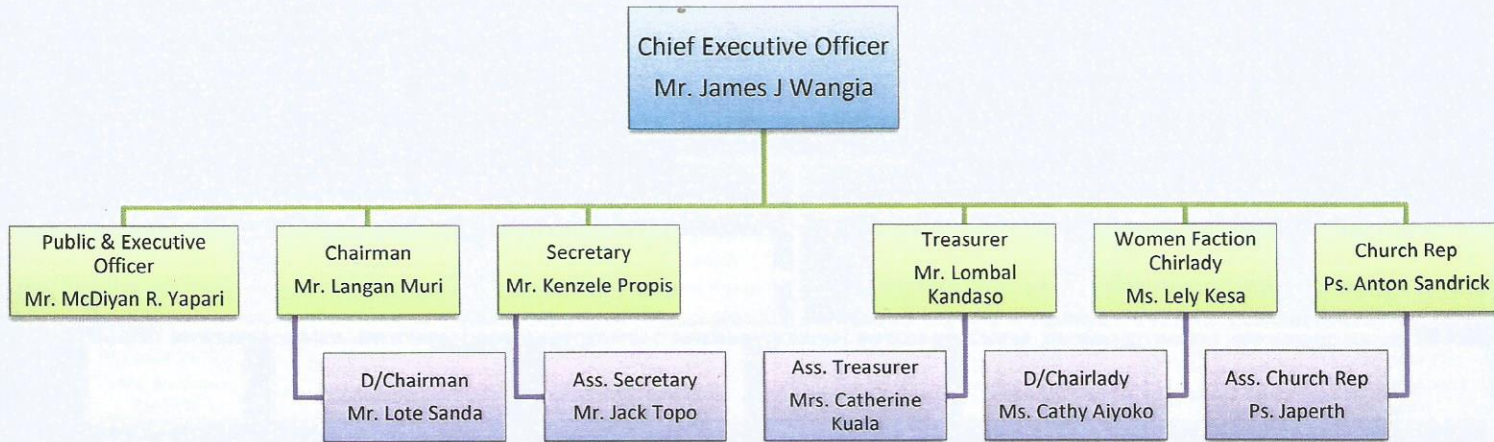 Chief Executive Officer
Mr. James J Wangia
Public & Executive
Officer
Mr. McDiyan R. Yapari
Chairman
Mr. Langan Muri
Secretary
Mr. Kenzele Propis
Treasurer
Mr. Lombal
Kandaso
Women Faction
Chirlady
Ms. Lely Kesa
Church Rep
Ps. Anton Sandrick
D/Chairman
Mr. Lote Sanda
Ass. Secretary
Mr. Jack Topo
Ass. Treasurer
Mrs. Catherine
Kuala
D/Chairlady
Ms. Cathy Aiyoko
Ass. Church Rep
Ps. Japerth